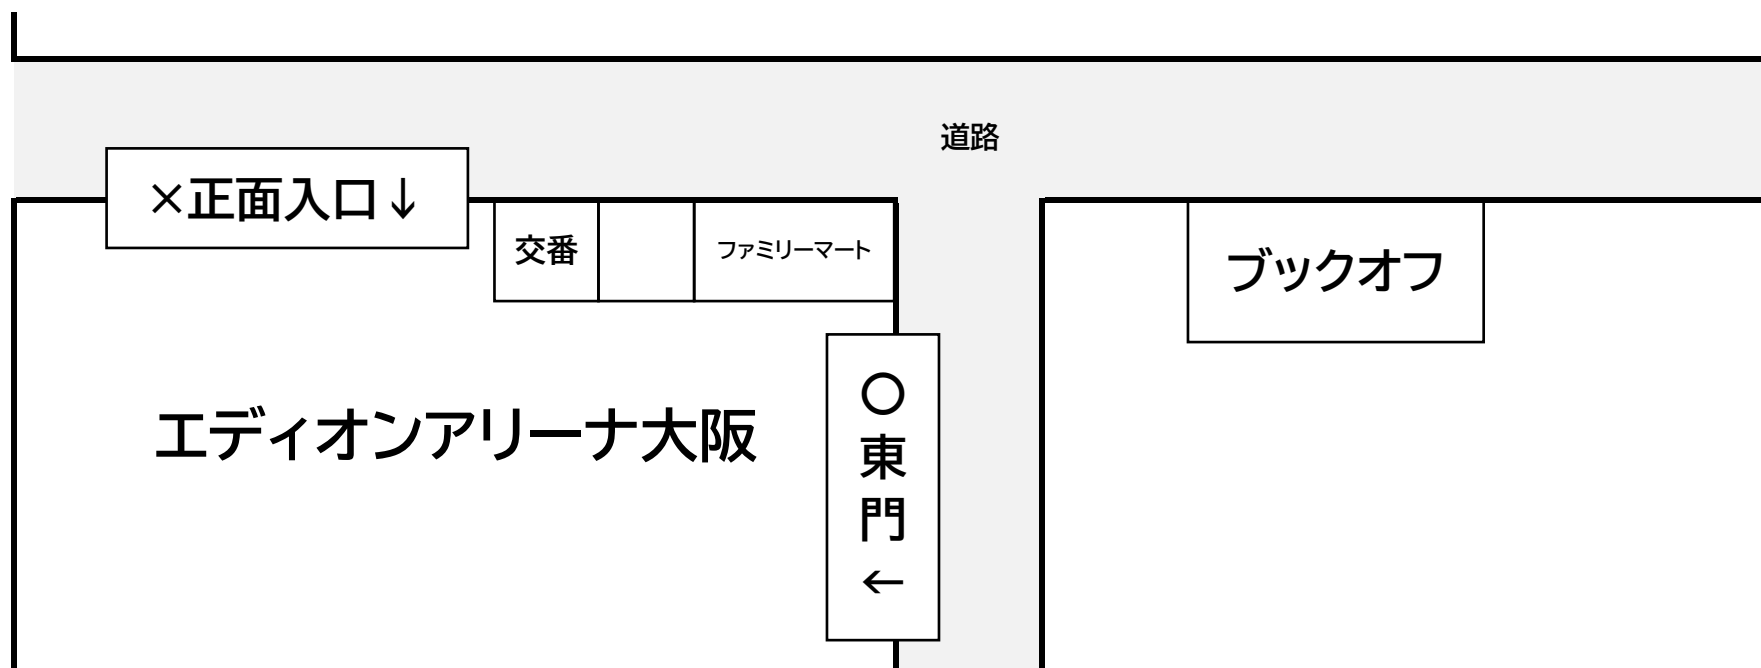 道路
×正面入口↓
交番
ファミリーマート
ブックオフ
エディオンアリーナ大阪
〇東門←